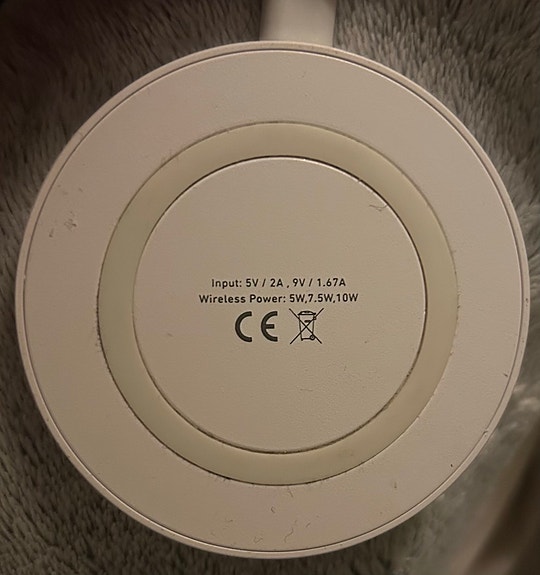 Input: 5V / 2A , 9V / 1.67A
Wireless Power: 5W,7.5W,10W
CE